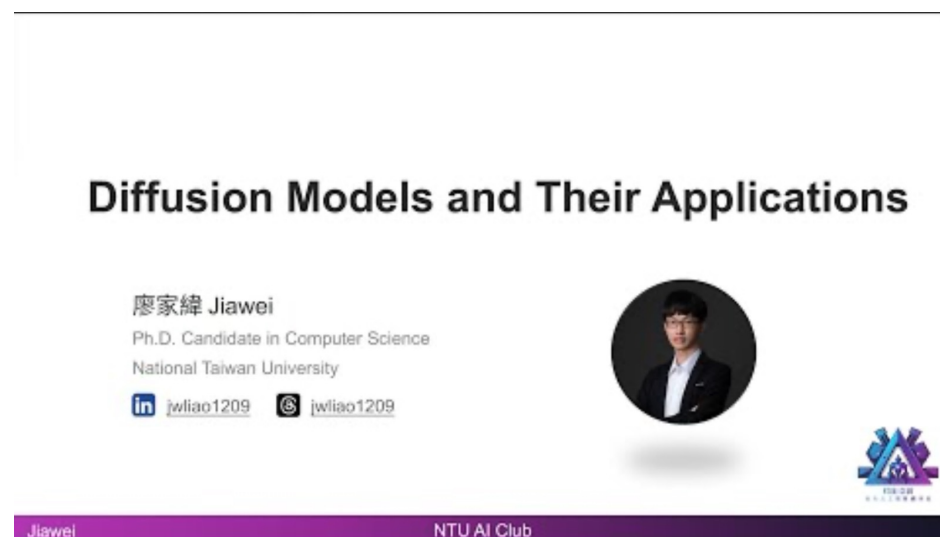 Diffusion Models and Their Applications
廖家緯 Jiawei
Ph.D. Candidate in Computer Science
National Taiwan University
in jwliao1209 jwliao1209
Jiawei NTU AI Club